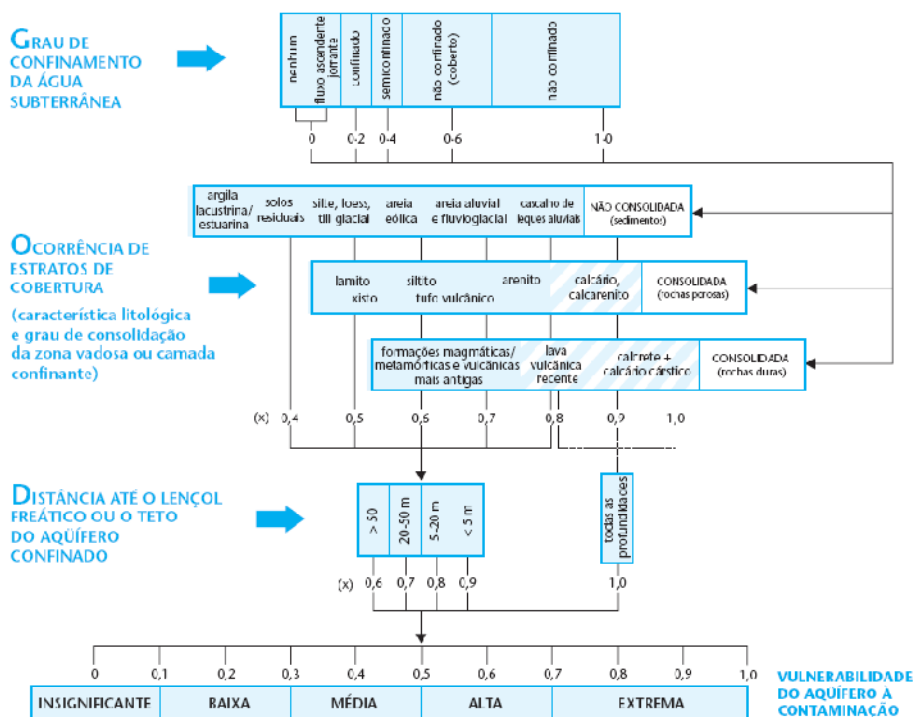 GRAU DE
CONFINAMENTO
DA ÁGUA
SUBTERRÂNEA
nenhum
fluxo ascendente
jorrante
confinado
semiconfinado
não confinado
(coberto)
não confinado
0
0-2
0-4
0-6
1-0
OCORRÊNCIA DE
ESTRATOS DE
COBERTURA
(característica litológica
e grau de consolidação
da zona vadosa ou camada
confinante)
argila
lacustrina/
estuarina
solos
residuais
silte, loess,
till glacial
areia
eólica
areia aluvial
e fluvioglacial
cascalho de
leques aluviais
NÃO CONSOLIDADA
(sedimentos)
lamito
xisto
siltito
tufo vulcânico
arenito
calcário,
calcarenito
CONSOLIDADA
(rochas porosas)
formações magmáticas/
metamórficas e vulcânicas
mais antigas
lava
vulcânica
recente
calcrete +
calcário cárstico
CONSOLIDADA
(rochas duras)
(x) 0,4 0,5 0,6 0,7 0,8 0,9 1,0
DISTÂNCIA ATÉ O LENÇOL
FREÁTICO OU O TETO
DO AQÜÍFERO
CONFINADO
> 50
20-50 m
5-20 m
< 5 m
todas as
profundidades
(x) 0,6 0,7 0,8 0,9 1,0
0 0,1 0,2 0,3 0,4 0,5 0,6 0,7 0,8 0,9 1,0
INSIGNIFICANTE BAIXA MÉDIA ALTA EXTREMA
VULNERABILIDADE
DO AQÜÍFERO A
CONTAMINAÇÃO